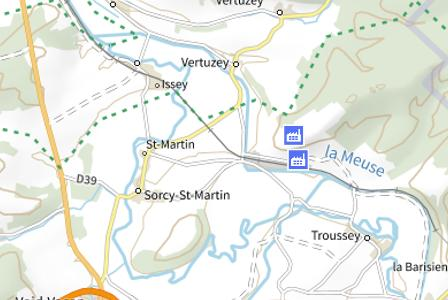 Vertuzey
Vertuzey
Issey
St-Martin
la Meuse
D39
Sorcy-St-Martin
Troussey
la Barisien